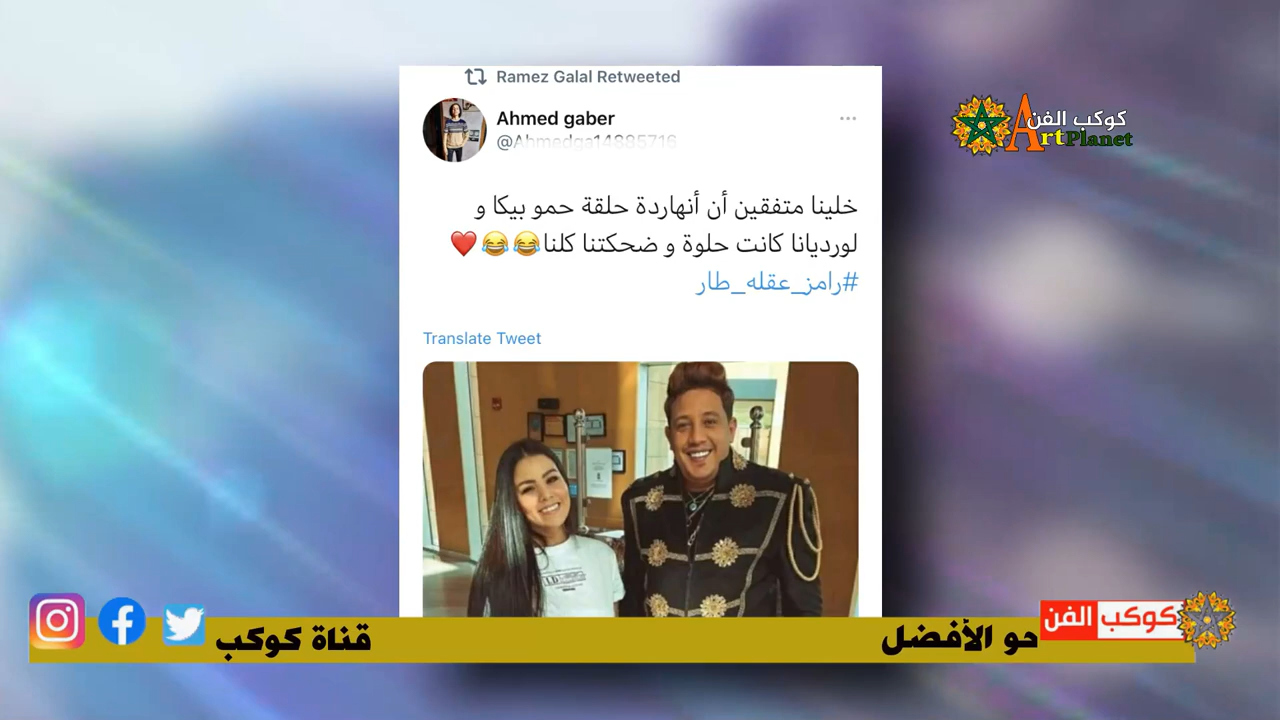 Ramez Galal Retweeted
Ahmed gaber
@Ahmedga14885716
كوكب الفن
ArtPlanet
خلينا متفقين أن أنهاردة حلقة حمو بيكا و
لورديانا كانت حلوة و ضحكتنا كلنا😂😂❤️
#رامز_عقله_طار
Translate Tweet
كوكب الفن
حو الأفضل
قناة كوكب